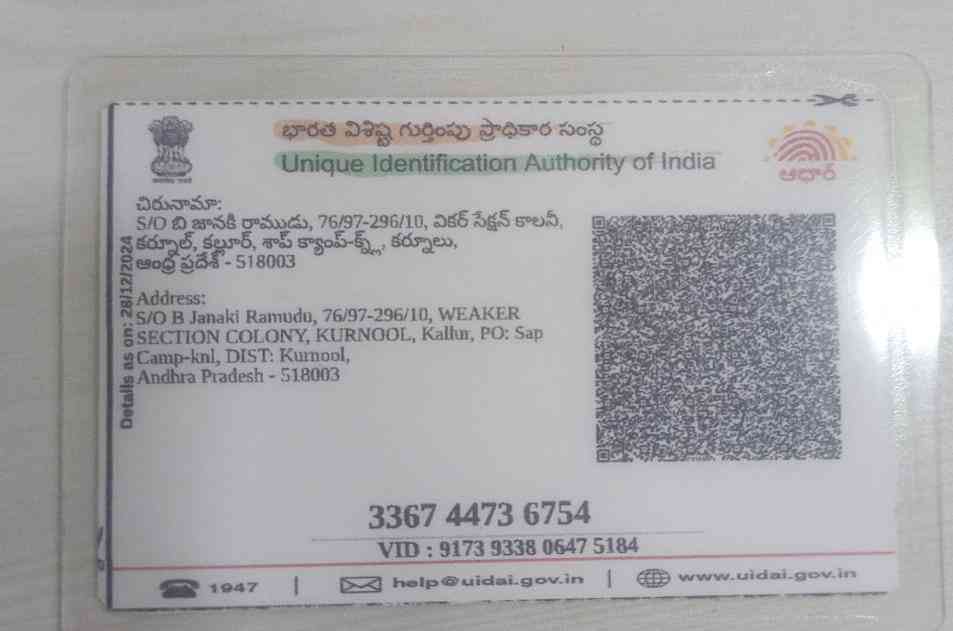 భారత విశిష్ట గుర్తింపు ప్రాధికార సంస్థ
Unique Identification Authority of India
ఆధార్
చిరునామా:
S/O బి జానకి రాముడు, 76/97-296/10, వికర్ సేక్షన్ కాలనీ,
కర్నూల్, కల్లూర్, శాప్ క్యాంప్-క్న్ల్, కర్నూలు,
ఆంధ్ర ప్రదేశ్ - 518003
Address:
S/O B Janaki Ramudu, 76/97-296/10, WEAKER
SECTION COLONY, KURNOOL, Kallur, PO: Sap
Camp-knl, DIST: Kurnool,
Andhra Pradesh - 518003
Details as on: 28/12/2024
3367 4473 6754
VID : 9173 9338 0647 5184
1947 | help@uidai.gov.in | www.uidai.gov.in